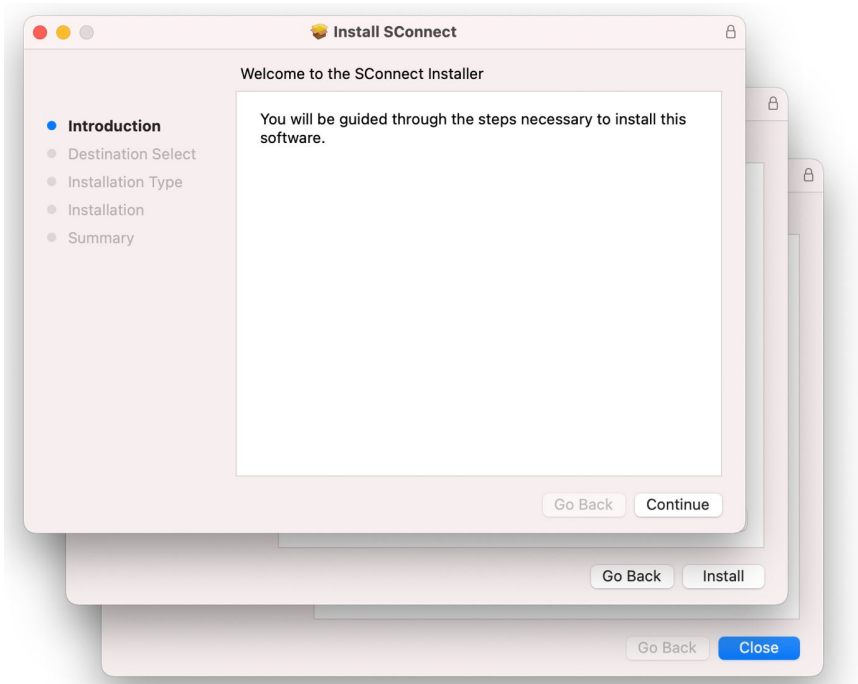 Install SConnect
Welcome to the SConnect Installer
Introduction
Destination Select
Installation Type
Installation
Summary
You will be guided through the steps necessary to install this
software.
Go Back
Continue
Go Back
Install
Go Back
Close